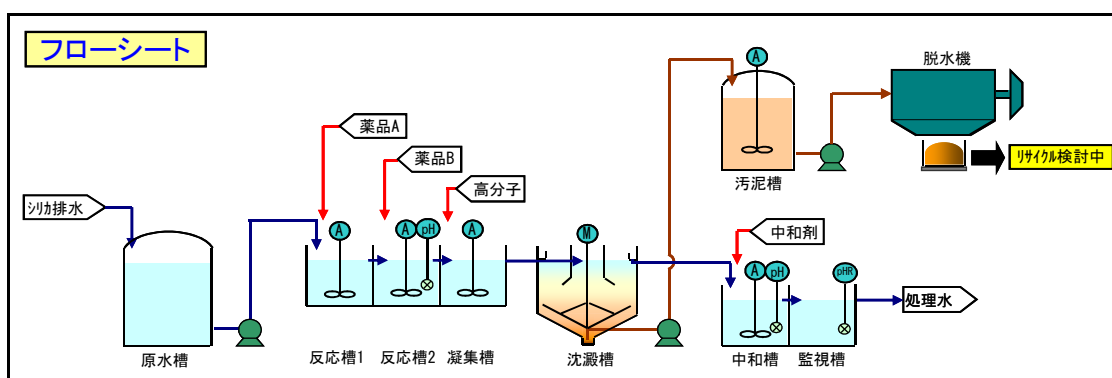 フローシート
脱水機
A
薬品A
薬品B
高分子
リサイクル検討中
汚泥槽
シリカ排水
A
A
pH
A
M
中和剤
A
pH
pHR
処理水
原水槽
反応槽1
反応槽2
凝集槽
沈澱槽
中和槽
監視槽